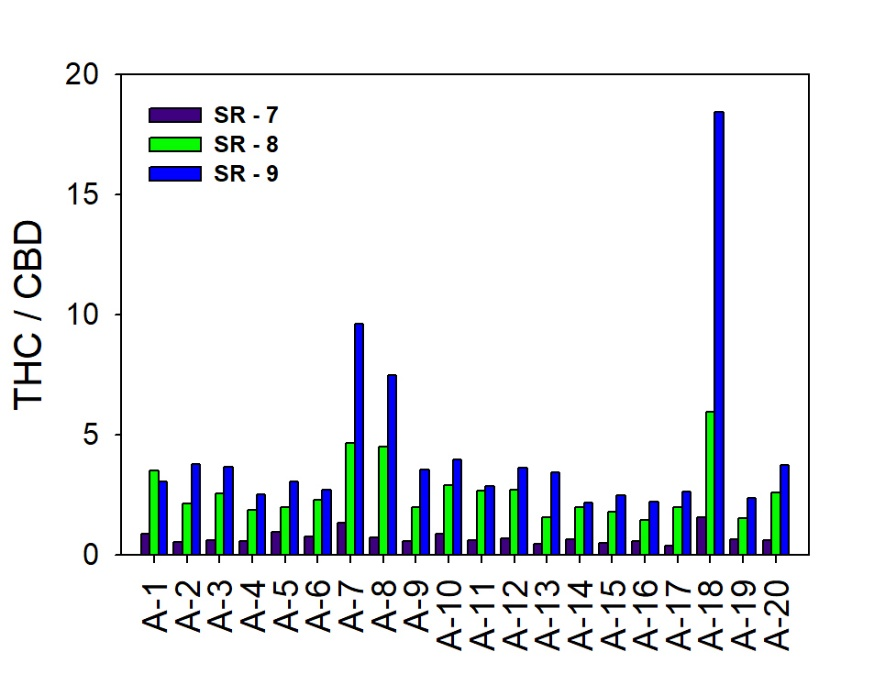 20
15
10
5
0
THC / CBD
SR - 7
SR - 8
SR - 9
A-1
A-2
A-3
A-4
A-5
A-6
A-7
A-8
A-9
A-10
A-11
A-12
A-13
A-14
A-15
A-16
A-17
A-18
A-19
A-20